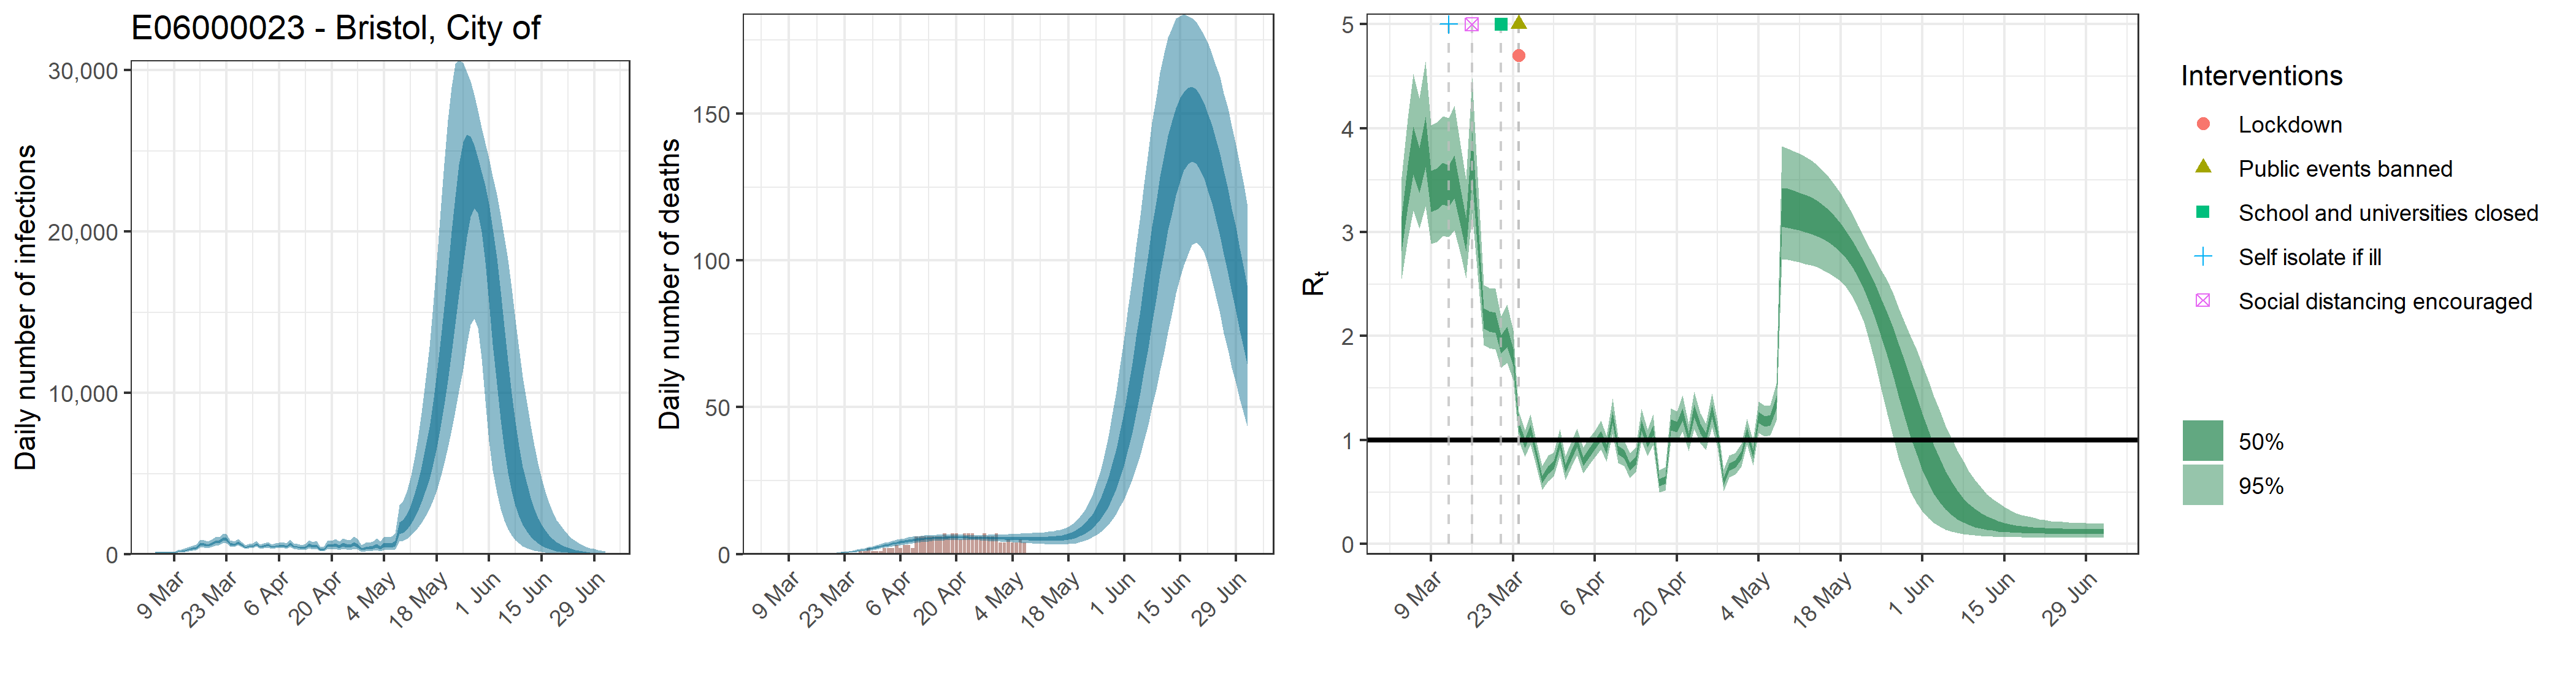 E06000023 - Bristol, City of
Daily number of infections
30,000
20,000
10,000
0
9 Mar
23 Mar
6 Apr
20 Apr
4 May
18 May
1 Jun
15 Jun
29 Jun
Daily number of deaths
150
100
50
0
9 Mar
23 Mar
6 Apr
20 Apr
4 May
18 May
1 Jun
15 Jun
29 Jun
Rt
5
4
3
2
1
0
9 Mar
23 Mar
6 Apr
20 Apr
4 May
18 May
1 Jun
15 Jun
29 Jun
Interventions
Lockdown
Public events banned
School and universities closed
Self isolate if ill
Social distancing encouraged
50%
95%